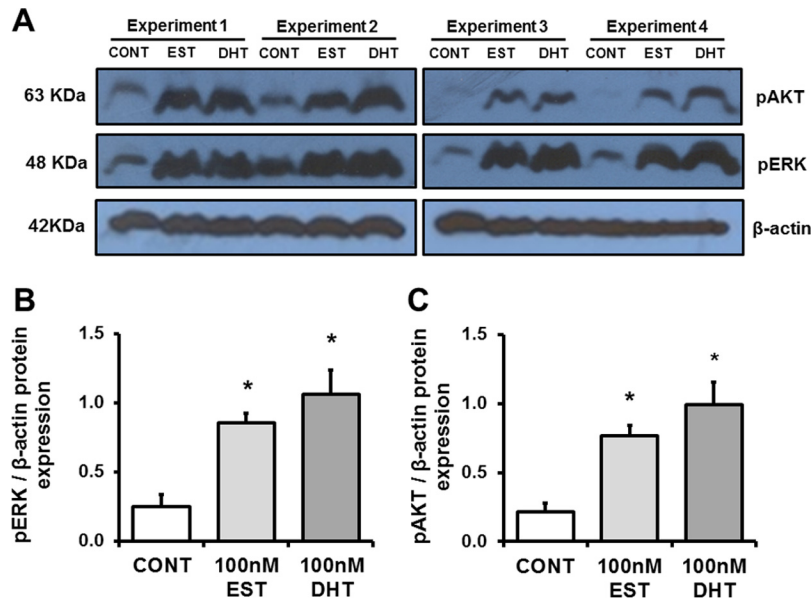 A
Experiment 1 Experiment 2 Experiment 3 Experiment 4
CONT EST DHT CONT EST DHT CONT EST DHT CONT EST DHT
63 KDa pAKT
48 KDa pERK
42KDa β-actin
B
pERK / β-actin protein
expression
1.5
1.0
0.5
0.0
*
*
CONT 100nM 100nM
EST DHT
C
pAKT / β-actin protein
expression
1.5
1.0
0.5
0.0
*
*
CONT 100nM 100nM
EST DHT